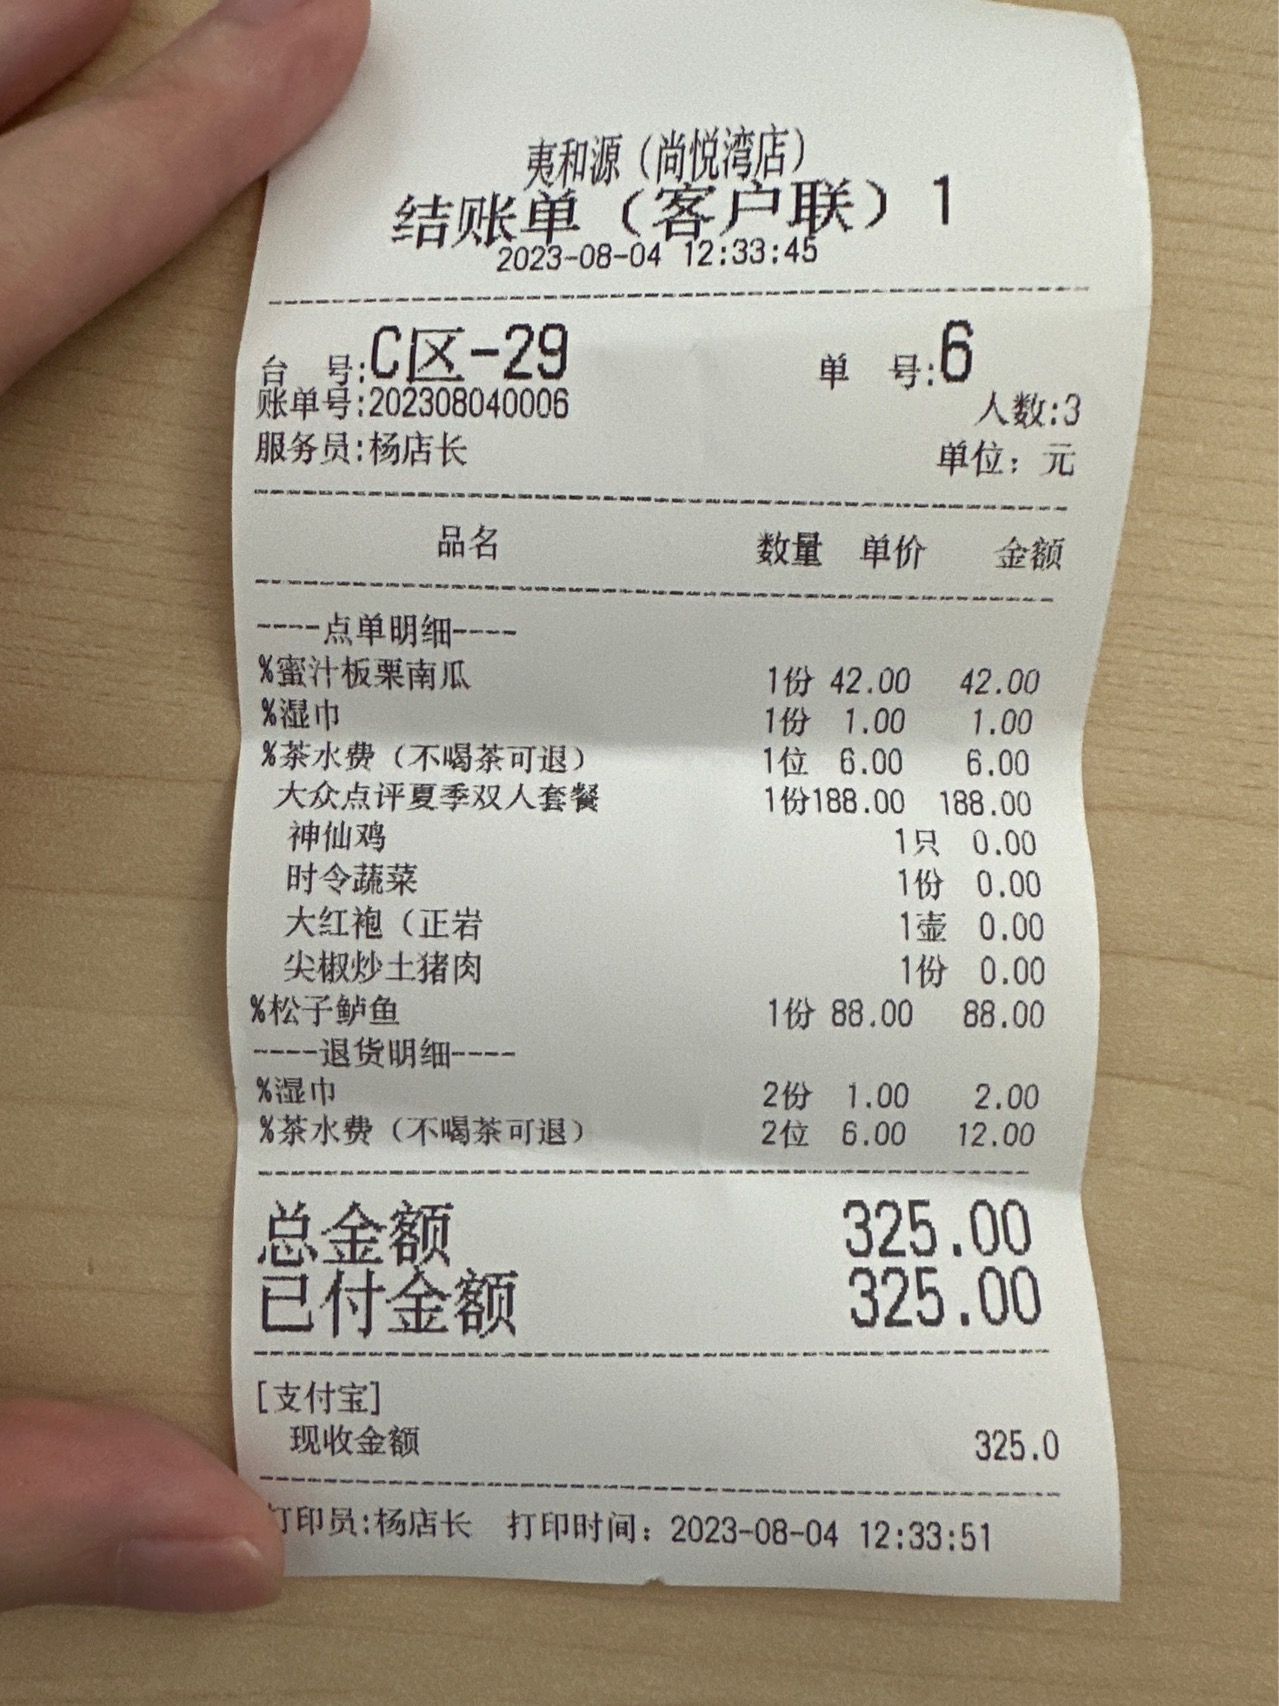 夷和源（尚悦湾店）
结账单（客户联）1
2023-08-04 12:33:45
台 号:C区-29 单 号:6
账单号:202308040006 人数:3
服务员:杨店长 单位：元
品名 数量 单价 金额
----点单明细----
%蜜汁板栗南瓜 1份 42.00 42.00
%湿巾 1份 1.00 1.00
%茶水费（不喝茶可退） 1位 6.00 6.00
大众点评夏季双人套餐 1份188.00 188.00
神仙鸡 1只 0.00
时令蔬菜 1份 0.00
大红袍（正岩 1壶 0.00
尖椒炒土猪肉 1份 0.00
%松子鲈鱼 1份 88.00 88.00
----退货明细----
%湿巾 2份 1.00 2.00
%茶水费（不喝茶可退） 2位 6.00 12.00
总金额 325.00
已付金额 325.00
[支付宝]
现收金额 325.0
打印员:杨店长 打印时间：2023-08-04 12:33:51